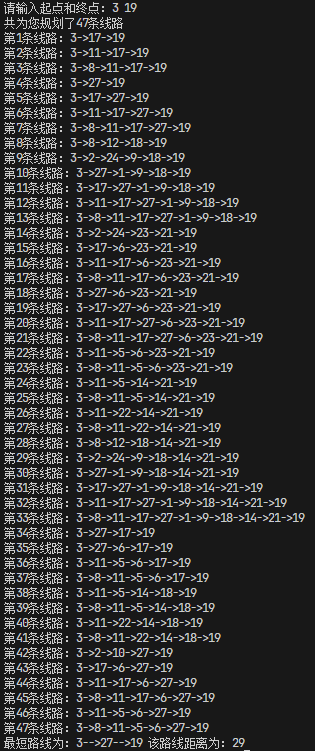 请输入起点和终点: 3 19
共为您规划了47条线路
第1条线路: 3->17->19
第2条线路: 3->11->17->19
第3条线路: 3->8->11->17->19
第4条线路: 3->27->19
第5条线路: 3->17->27->19
第6条线路: 3->11->17->27->19
第7条线路: 3->8->11->17->27->19
第8条线路: 3->8->12->18->19
第9条线路: 3->2->24->9->18->19
第10条线路: 3->27->1->9->18->19
第11条线路: 3->17->27->1->9->18->19
第12条线路: 3->11->17->27->1->9->18->19
第13条线路: 3->8->11->17->27->1->9->18->19
第14条线路: 3->2->24->23->21->19
第15条线路: 3->17->6->23->21->19
第16条线路: 3->11->17->6->23->21->19
第17条线路: 3->8->11->17->6->23->21->19
第18条线路: 3->27->6->23->21->19
第19条线路: 3->17->27->6->23->21->19
第20条线路: 3->11->17->27->6->23->21->19
第21条线路: 3->8->11->17->27->6->23->21->19
第22条线路: 3->11->5->6->23->21->19
第23条线路: 3->8->11->5->6->23->21->19
第24条线路: 3->11->5->14->21->19
第25条线路: 3->8->11->5->14->21->19
第26条线路: 3->11->22->14->21->19
第27条线路: 3->8->11->22->14->21->19
第28条线路: 3->8->12->18->14->21->19
第29条线路: 3->2->24->9->18->14->21->19
第30条线路: 3->27->1->9->18->14->21->19
第31条线路: 3->17->27->1->9->18->14->21->19
第32条线路: 3->11->17->27->1->9->18->14->21->19
第33条线路: 3->8->11->17->27->1->9->18->14->21->19
第34条线路: 3->27->17->19
第35条线路: 3->27->6->17->19
第36条线路: 3->11->5->6->17->19
第37条线路: 3->8->11->5->6->17->19
第38条线路: 3->11->5->14->18->19
第39条线路: 3->8->11->5->14->18->19
第40条线路: 3->11->22->14->18->19
第41条线路: 3->8->11->22->14->18->19
第42条线路: 3->2->10->27->19
第43条线路: 3->17->6->27->19
第44条线路: 3->11->17->6->27->19
第45条线路: 3->8->11->17->6->27->19
第46条线路: 3->11->5->6->27->19
第47条线路: 3->8->11->5->6->27->19
最短路线为: 3-->27-->19 该路线距离为: 29